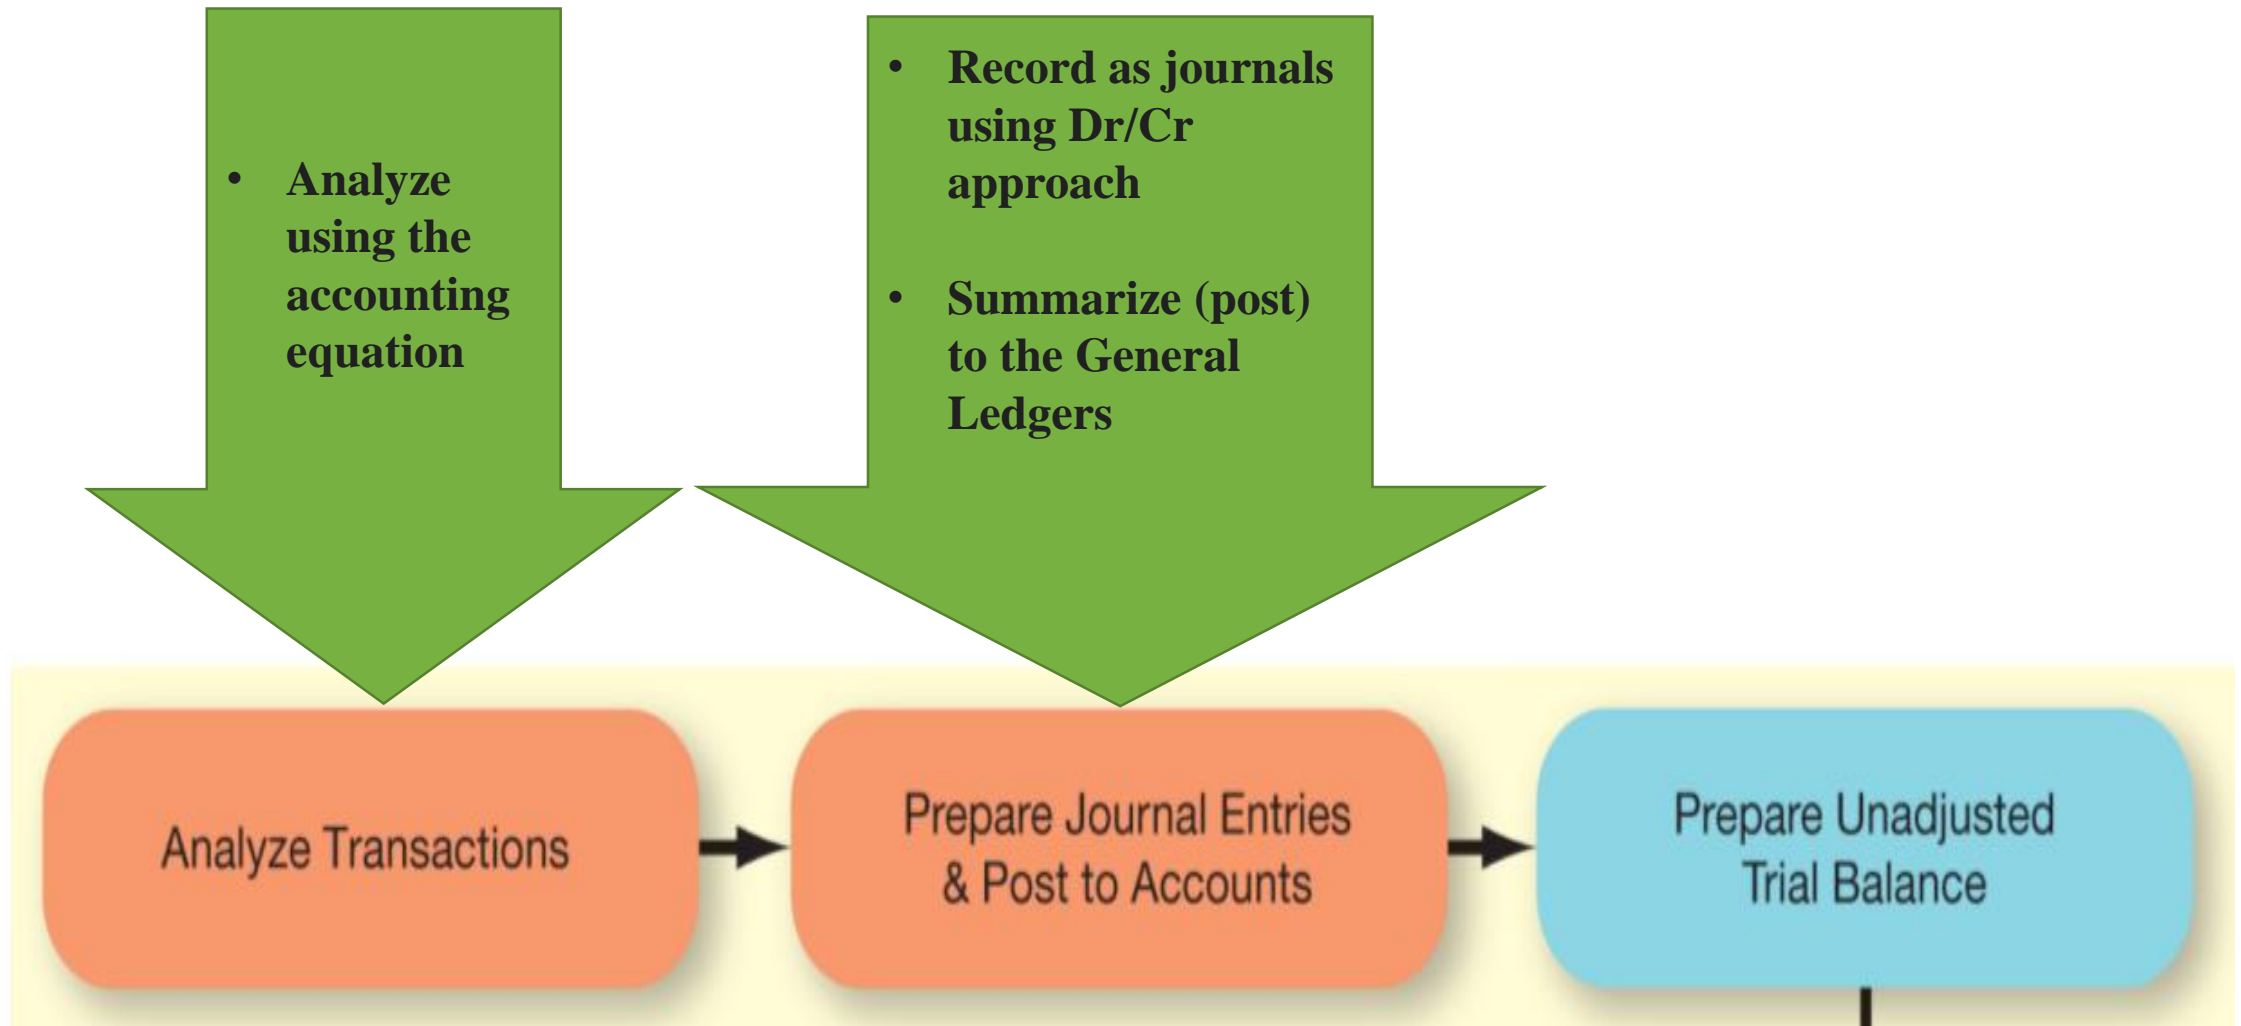 • Analyze
using the
accounting
equation
• Record as journals
using Dr/Cr
approach
• Summarize (post)
to the General
Ledgers
Analyze Transactions
Prepare Journal Entries
& Post to Accounts
Prepare Unadjusted
Trial Balance